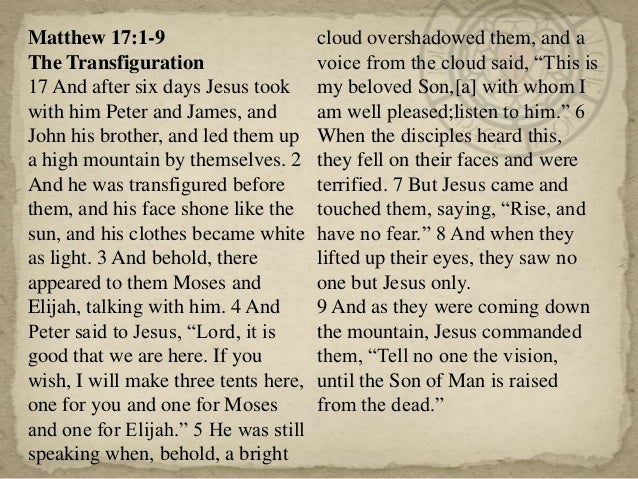 Matthew 17:1-9
The Transfiguration
17 And after six days Jesus took
with him Peter and James, and
John his brother, and led them up
a high mountain by themselves. 2
And he was transfigured before
them, and his face shone like the
sun, and his clothes became white
as light. 3 And behold, there
appeared to them Moses and
Elijah, talking with him. 4 And
Peter said to Jesus, “Lord, it is
good that we are here. If you
wish, I will make three tents here,
one for you and one for Moses
and one for Elijah.” 5 He was still
speaking when, behold, a bright
cloud overshadowed them, and a
voice from the cloud said, “This is
my beloved Son,[a] with whom I
am well pleased;listen to him.” 6
When the disciples heard this,
they fell on their faces and were
terrified. 7 But Jesus came and
touched them, saying, “Rise, and
have no fear.” 8 And when they
lifted up their eyes, they saw no
one but Jesus only.
9 And as they were coming down
the mountain, Jesus commanded
them, “Tell no one the vision,
until the Son of Man is raised
from the dead.”